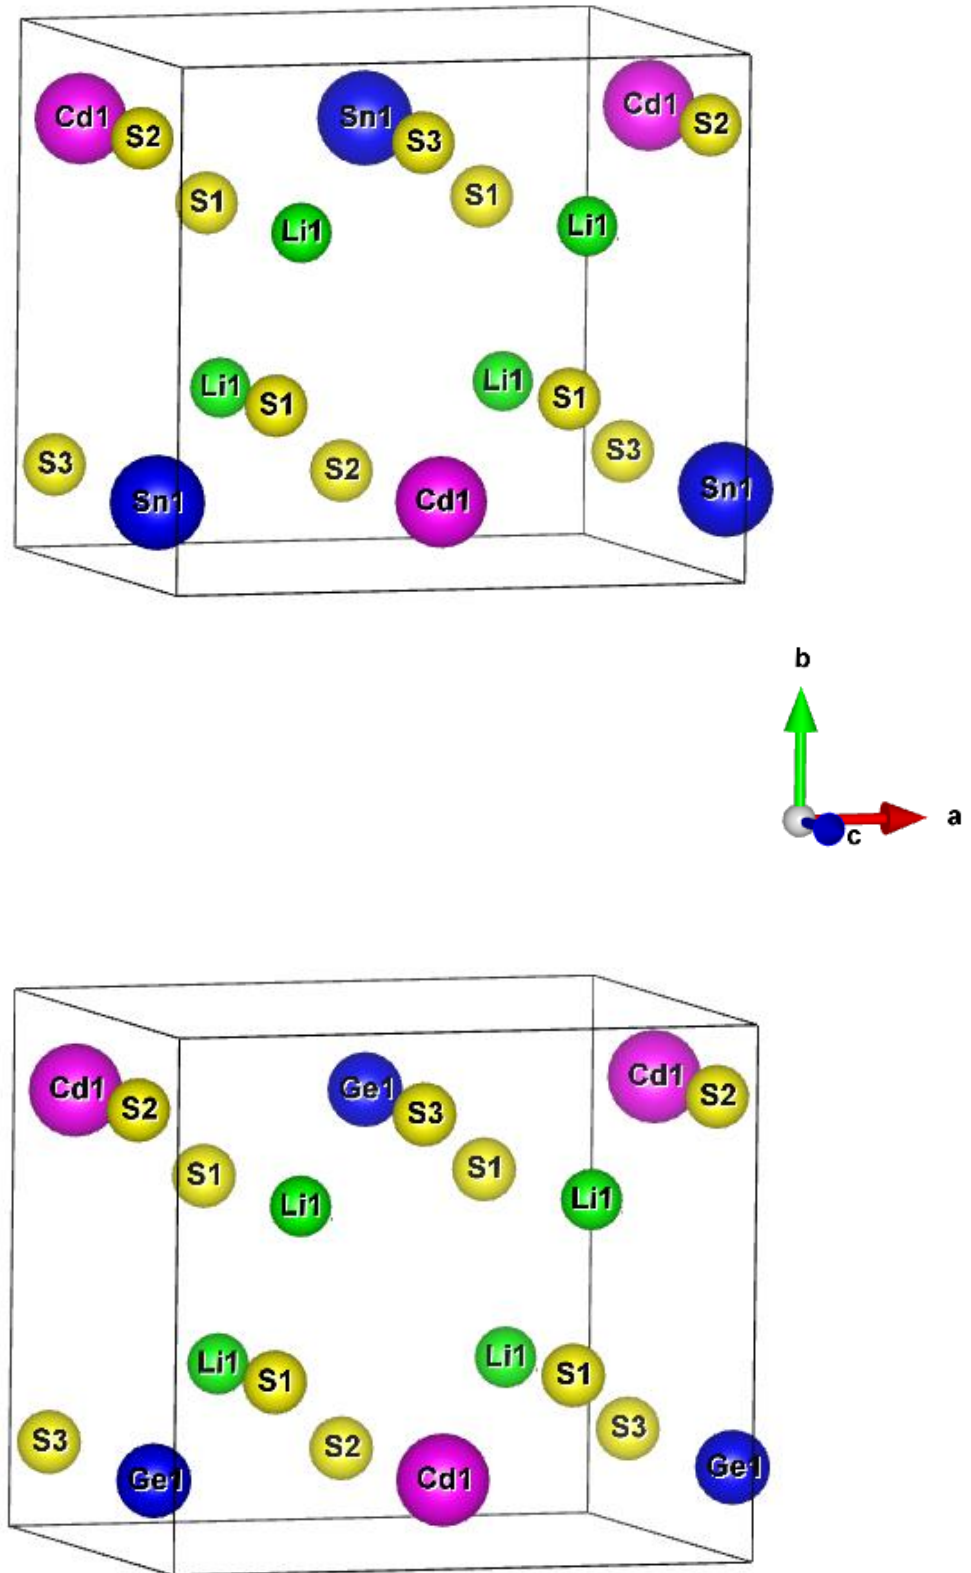 Cd1 S2 Sn1 S3 Cd1 S2
S1 S1
Li1 Li1
Li1 S1 Li1 S1
S3 S2 S3
Sn1 Cd1 Sn1
b
a
c
Cd1 S2 Ge1 S3 Cd1 S2
S1 S1
Li1 Li1
Li1 S1 Li1 S1
S3 S2 S3
Ge1 Cd1 Ge1